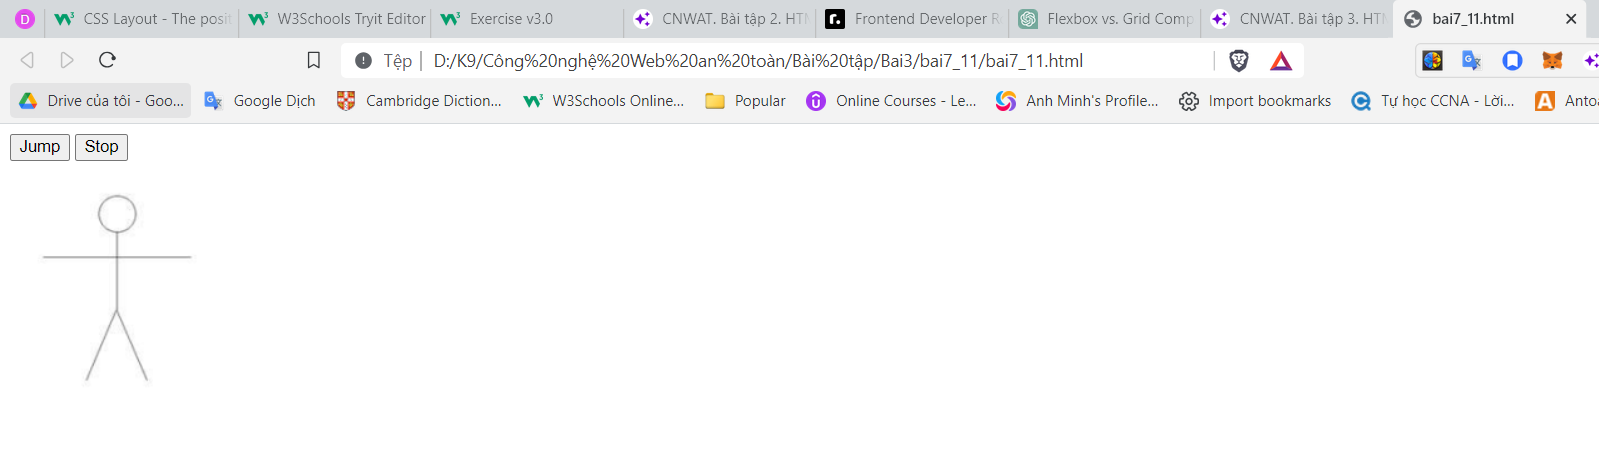 D CSS Layout - The posit W3Schools Tryit Editor Exercise v3.0 CNWAT. Bài tập 2. HTM Frontend Developer Ro Flexbox vs. Grid Comp CNWAT. Bài tập 3. HTM bai7_11.html
Tệp D:/K9/Công%20nghệ%20Web%20an%20toàn/Bài%20tập/Bai3/bai7_11/bai7_11.html
Drive của tôi - Goo... Google Dịch Cambridge Diction... W3Schools Online... Popular Online Courses - Le... Anh Minh's Profile... Import bookmarks Tự học CCNA - Lời... Antoa
Jump Stop